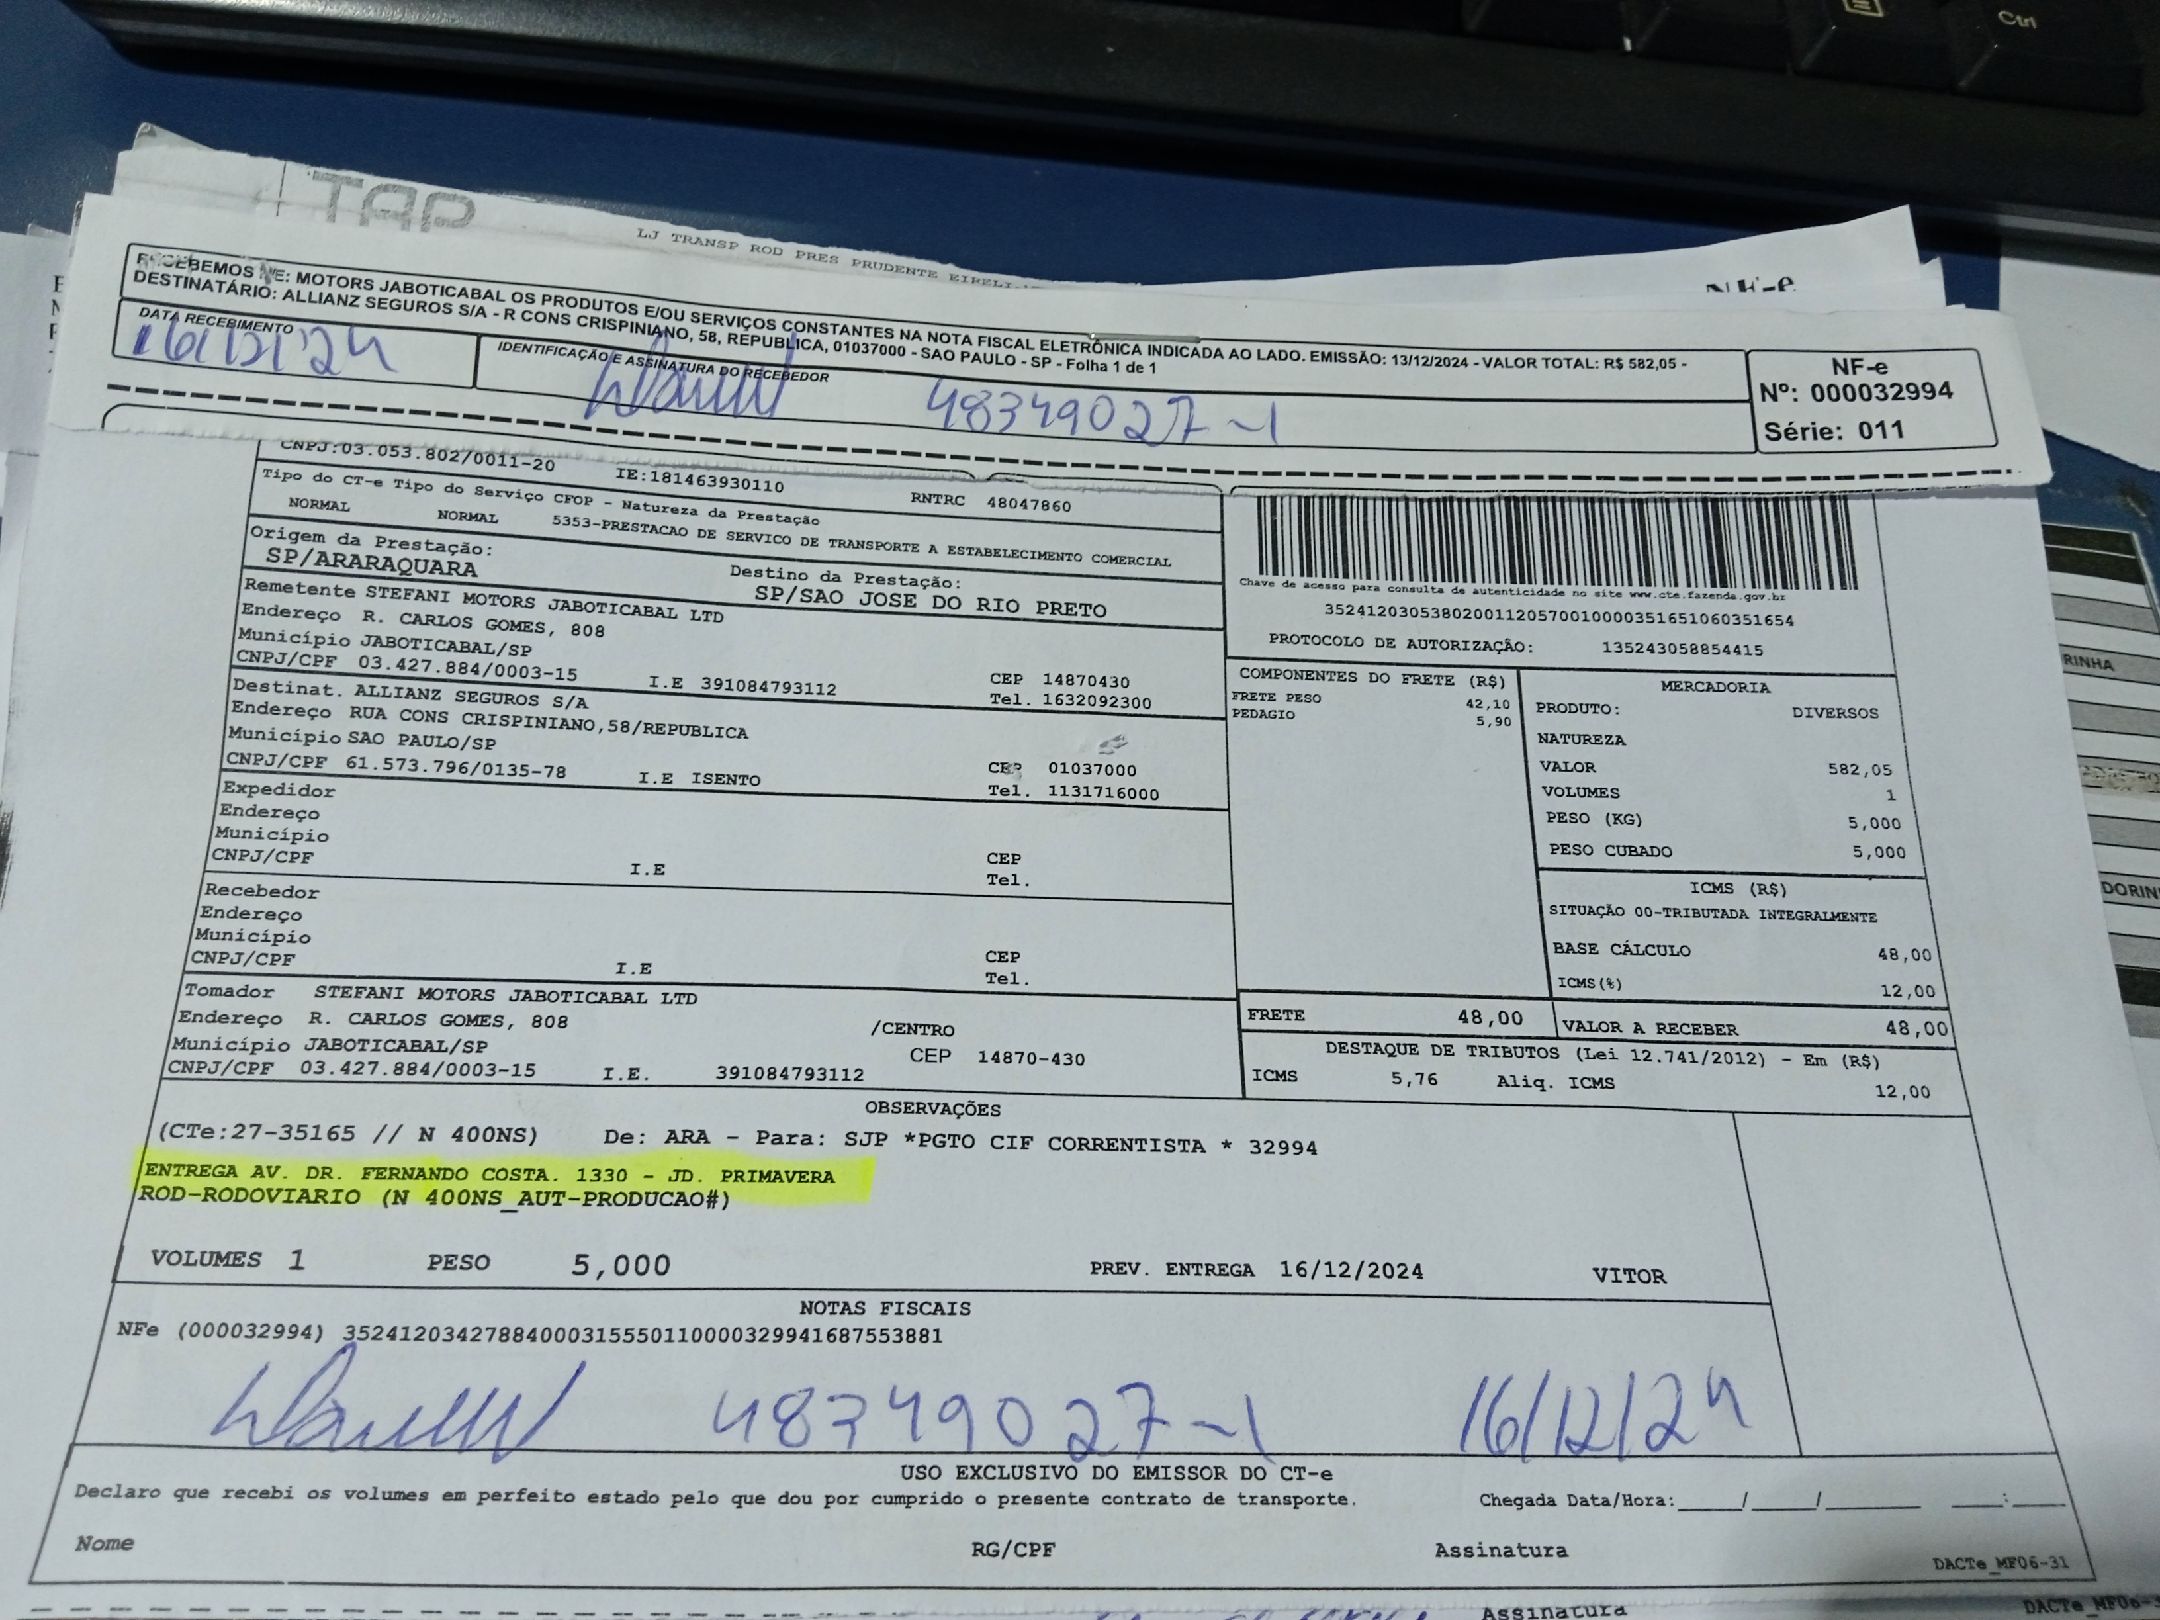 Ctrl
TAP
LJ TRANSP ROD PRES PRUDENTE EIRELI
NF-e
RECEBEMOS DE: MOTORS JABOTICABAL OS PRODUTOS E/OU SERVIÇOS CONSTANTES NA NOTA FISCAL ELETRÔNICA INDICADA AO LADO. EMISSÃO: 13/12/2024 - VALOR TOTAL: R$ 582,05 -
DESTINATÁRIO: ALLIANZ SEGUROS S/A - R CONS CRISPINIANO, 58, REPUBLICA, 01037000 - SAO PAULO - SP - Folha 1 de 1
DATA RECEBIMENTO
16/12/24
IDENTIFICAÇÃO E ASSINATURA DO RECEBEDOR
48349027-1
NF-e
Nº: 000032994
Série: 011
CNPJ:03.053.802/0011-20 IE:181463930110 RNTRC 48047860
Tipo do CT-e Tipo do Serviço CFOP - Natureza da Prestação
NORMAL NORMAL 5353-PRESTACAO DE SERVICO DE TRANSPORTE A ESTABELECIMENTO COMERCIAL
Origem da Prestação: Destino da Prestação:
SP/ARARAQUARA SP/SAO JOSE DO RIO PRETO
Remetente STEFANI MOTORS JABOTICABAL LTD
Endereço R. CARLOS GOMES, 808
Município JABOTICABAL/SP CEP 14870430
CNPJ/CPF 03.427.884/0003-15 I.E 391084793112 Tel. 1632092300
Destinat. ALLIANZ SEGUROS S/A
Endereço RUA CONS CRISPINIANO,58/REPUBLICA
Município SAO PAULO/SP CEP 01037000
CNPJ/CPF 61.573.796/0135-78 I.E ISENTO Tel. 1131716000
Expedidor
Endereço
Município CEP
CNPJ/CPF I.E Tel.
Recebedor
Endereço
Município CEP
CNPJ/CPF I.E Tel.
Tomador STEFANI MOTORS JABOTICABAL LTD
Endereço R. CARLOS GOMES, 808 /CENTRO
Município JABOTICABAL/SP CEP 14870-430
CNPJ/CPF 03.427.884/0003-15 I.E. 391084793112
Chave de acesso para consulta de autenticidade no site www.cte.fazenda.gov.br
35241203053802001120570010000351651060351654
PROTOCOLO DE AUTORIZAÇÃO: 135243058854415
COMPONENTES DO FRETE (R$)
FRETE PESO 42,10
PEDAGIO 5,90
MERCADORIA
PRODUTO: DIVERSOS
NATUREZA
VALOR 582,05
VOLUMES 1
PESO (KG) 5,000
PESO CUBADO 5,000
ICMS (R$)
SITUAÇÃO 00-TRIBUTADA INTEGRALMENTE
BASE CÁLCULO 48,00
ICMS(%) 12,00
FRETE 48,00 VALOR A RECEBER 48,00
DESTAQUE DE TRIBUTOS (Lei 12.741/2012) - Em (R$)
ICMS 5,76 Aliq. ICMS 12,00
OBSERVAÇÕES
(CTe:27-35165 // N 400NS) De: ARA - Para: SJP *PGTO CIF CORRENTISTA * 32994
ENTREGA AV. DR. FERNANDO COSTA. 1330 - JD. PRIMAVERA
ROD-RODOVIARIO (N 400NS_AUT-PRODUCAO#)
VOLUMES 1 PESO 5,000 PREV. ENTREGA 16/12/2024 VITOR
NOTAS FISCAIS
NFe (000032994) 35241203427884000315550110000329941687553881
48349027-1 16/12/24
USO EXCLUSIVO DO EMISSOR DO CT-e
Declaro que recebi os volumes em perfeito estado pelo que dou por cumprido o presente contrato de transporte. Chegada Data/Hora:_____/_____/________ ____:____
Nome RG/CPF Assinatura
DACTe_MF06-31
Assinatura
RINHA